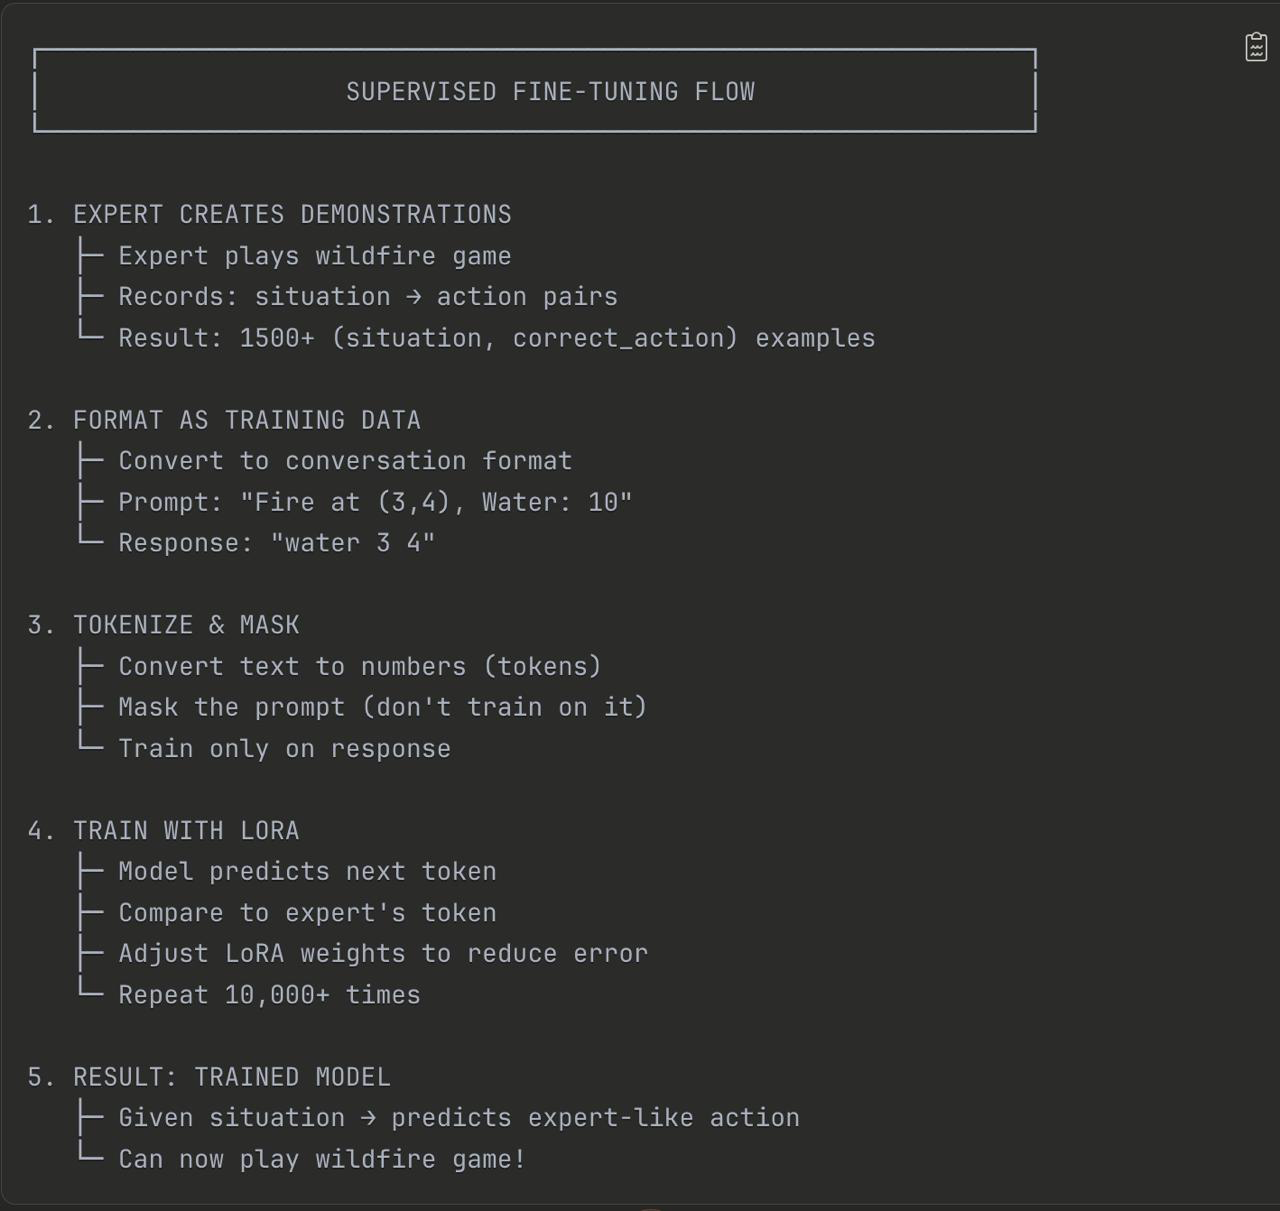 SUPERVISED FINE-TUNING FLOW
1. EXPERT CREATES DEMONSTRATIONS
├─ Expert plays wildfire game
├─ Records: situation → action pairs
└─ Result: 1500+ (situation, correct_action) examples
2. FORMAT AS TRAINING DATA
├─ Convert to conversation format
├─ Prompt: "Fire at (3,4), Water: 10"
└─ Response: "water 3 4"
3. TOKENIZE & MASK
├─ Convert text to numbers (tokens)
├─ Mask the prompt (don't train on it)
└─ Train only on response
4. TRAIN WITH LORA
├─ Model predicts next token
├─ Compare to expert's token
├─ Adjust LoRA weights to reduce error
└─ Repeat 10,000+ times
5. RESULT: TRAINED MODEL
├─ Given situation → predicts expert-like action
└─ Can now play wildfire game!